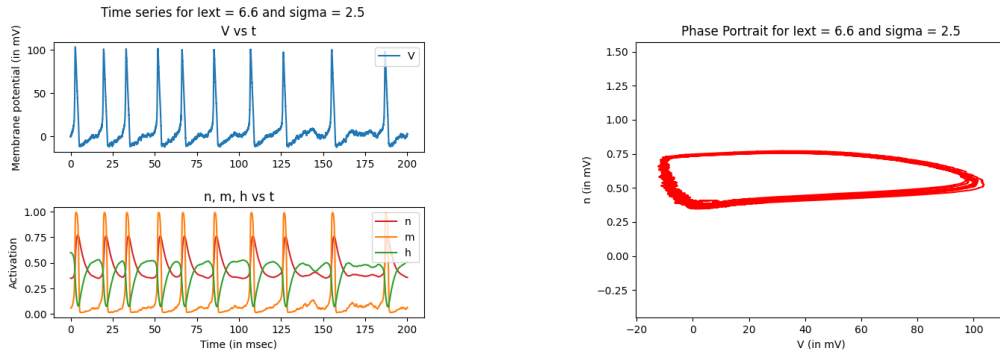 Time series for Iext = 6.6 and sigma = 2.5
V vs t
Membrane potential (in mV)
100
50
0
V
0 25 50 75 100 125 150 175 200
n, m, h vs t
Activation
1.00
0.75
0.50
0.25
0.00
n
m
h
0 25 50 75 100 125 150 175 200
Time (in msec)
Phase Portrait for Iext = 6.6 and sigma = 2.5
n (in mV)
1.50
1.25
1.00
0.75
0.50
0.25
0.00
−0.25
−20 0 20 40 60 80 100
V (in mV)